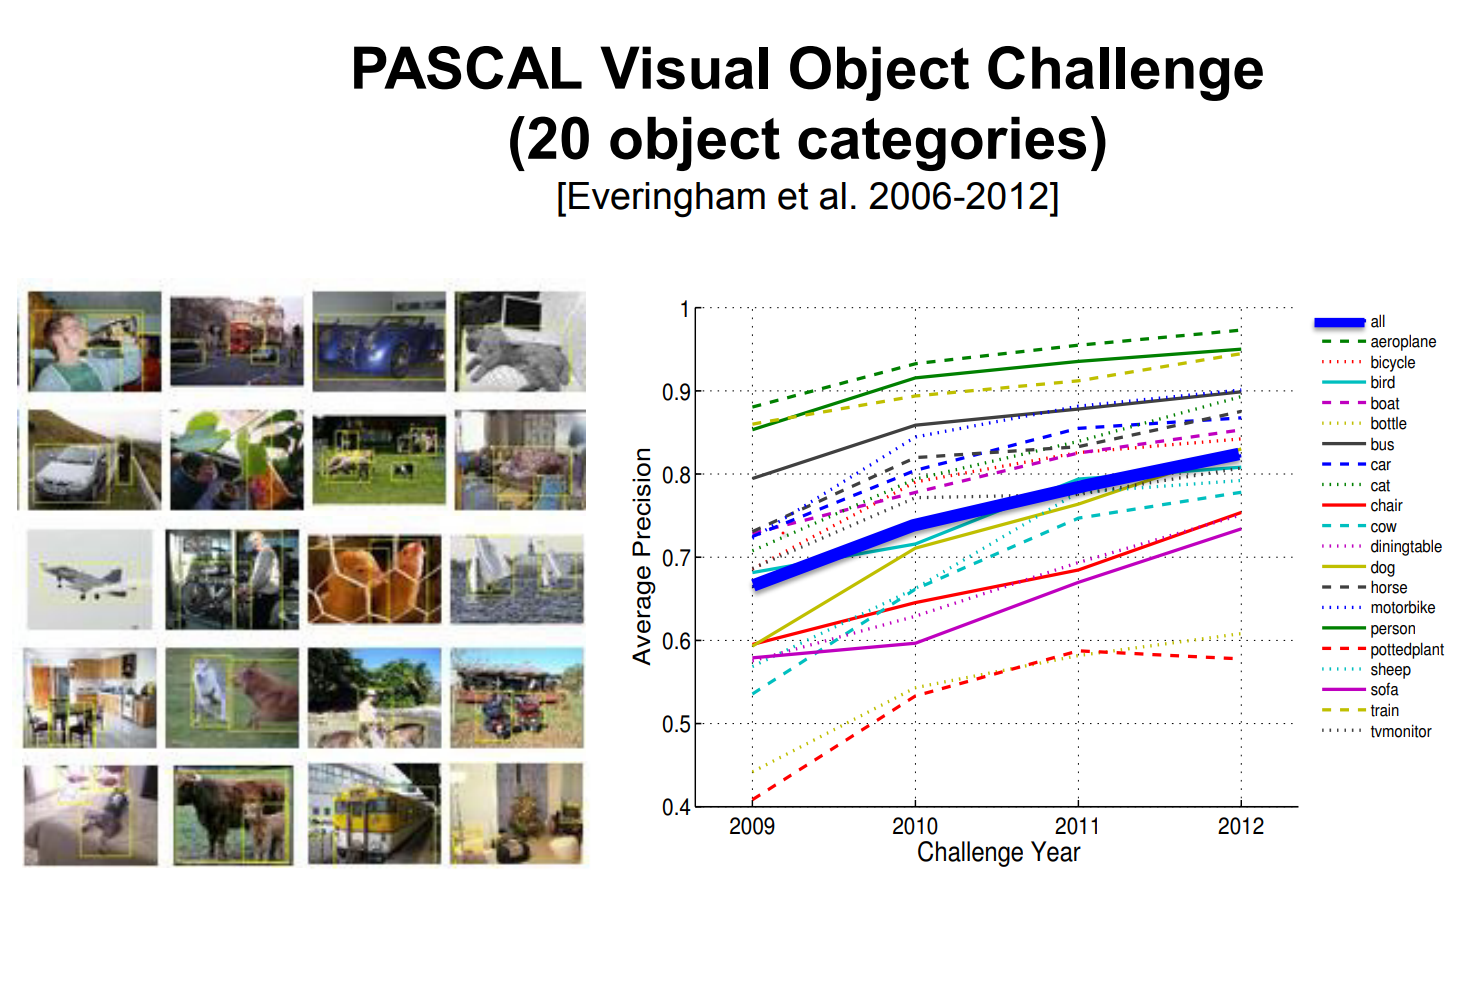 PASCAL Visual Object Challenge
(20 object categories)
[Everingham et al. 2006-2012]
1
0.9
0.8
0.7
0.6
0.5
0.4
Average Precision
2009
2010
2011
2012
Challenge Year
all
aeroplane
bicycle
bird
boat
bottle
bus
car
cat
chair
cow
diningtable
dog
horse
motorbike
person
pottedplant
sheep
sofa
train
tvmonitor